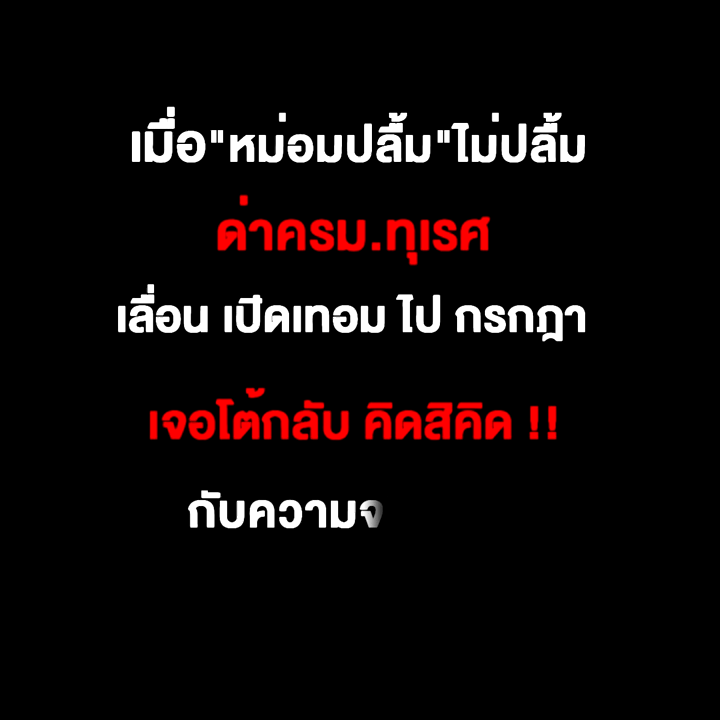 เมื่อ"หม่อมปลื้ม"ไม่ปลื้ม
ด่าครม.ทุเรศ
เลื่อน เปิดเทอม ไป กรกฎา
เจอโต้กลับ คิดสิคิด !!
กับความจ